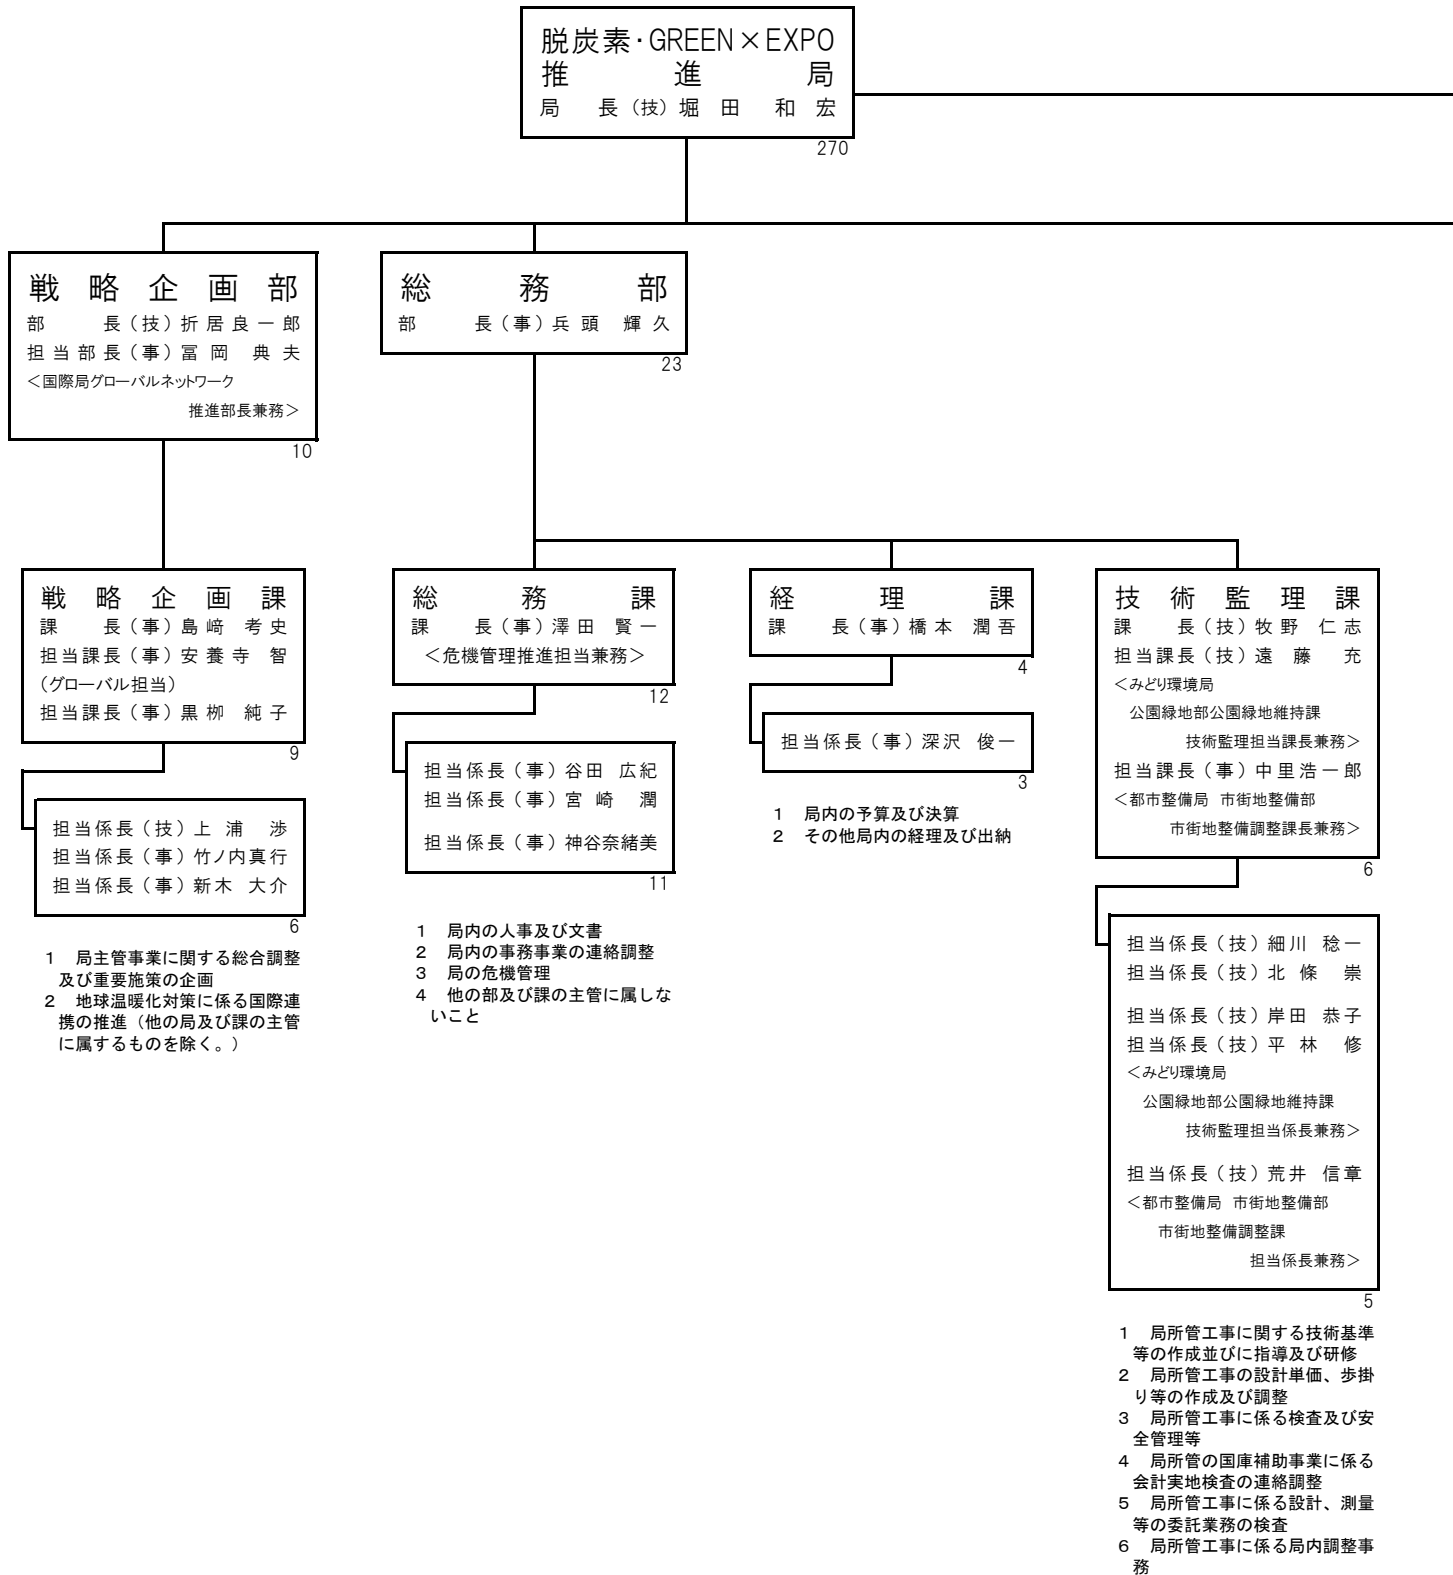 脱炭素・GREEN×EXPO
推進局
局長（技）堀田和宏
270
戦略企画部
部長（技）折居良一郎
担当部長（事）冨岡典夫
＜国際局グローバルネットワーク
推進部長兼務＞
10
総務部
部長（事）兵頭輝久
23
戦略企画課
課長（事）島﨑考史
担当課長（事）安養寺智
（グローバル担当）
担当課長（事）黒栁純子
9
担当係長（技）上浦渉
担当係長（事）竹ノ内真行
担当係長（事）新木大介
6
1　局主管事業に関する総合調整
及び重要施策の企画
2　地球温暖化対策に係る国際連
携の推進（他の局及び課の主管
に属するものを除く。）
総務課
課長（事）澤田賢一
＜危機管理推進担当兼務＞
12
担当係長（事）谷田広紀
担当係長（事）宮崎潤
担当係長（事）神谷奈緒美
11
1　局内の人事及び文書
2　局内の事務事業の連絡調整
3　局の危機管理
4　他の部及び課の主管に属しな
いこと
経理課
課長（事）橋本潤吾
4
担当係長（事）深沢俊一
3
1　局内の予算及び決算
2　その他局内の経理及び出納
技術監理課
課長（技）牧野仁志
担当課長（技）遠藤充
＜みどり環境局
公園緑地部公園緑地維持課
技術監理担当課長兼務＞
担当課長（事）中里浩一郎
＜都市整備局 市街地整備部
市街地整備調整課長兼務＞
6
担当係長（技）細川稔一
担当係長（技）北條崇
担当係長（技）岸田恭子
担当係長（技）平林修
＜みどり環境局
公園緑地部公園緑地維持課
技術監理担当係長兼務＞
担当係長（技）荒井信章
＜都市整備局 市街地整備部
市街地整備調整課
担当係長兼務＞
5
1　局所管工事に関する技術基準
等の作成並びに指導及び研修
2　局所管工事の設計単価、歩掛
り等の作成及び調整
3　局所管工事に係る検査及び安
全管理等
4　局所管の国庫補助事業に係る
会計実地検査の連絡調整
5　局所管工事に係る設計、測量
等の委託業務の検査
6　局所管工事に係る局内調整事
務